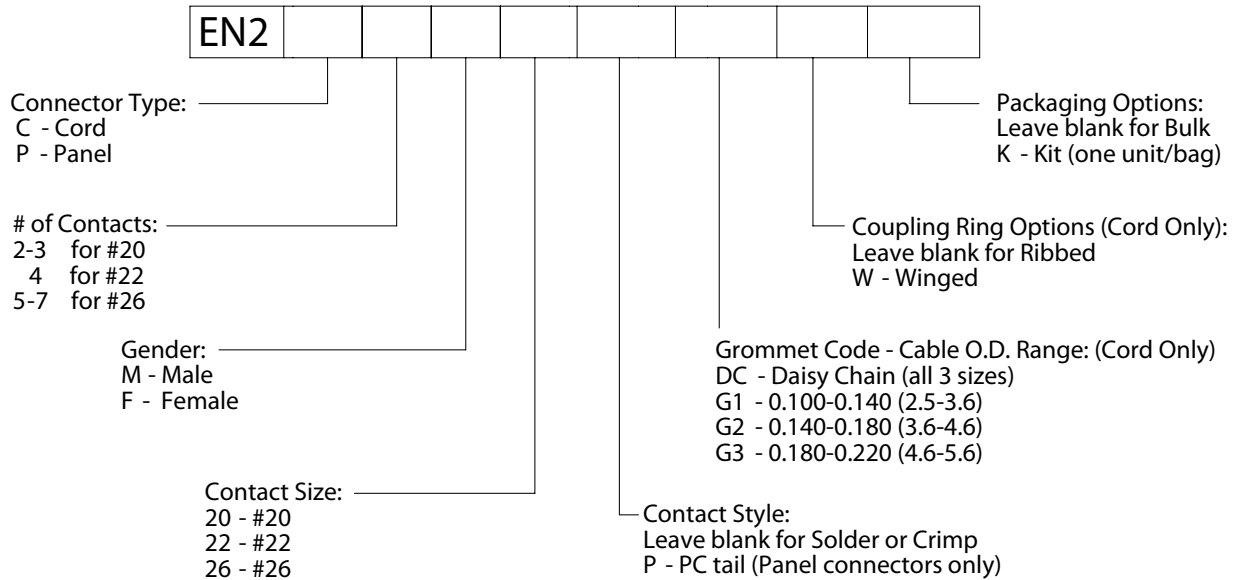 EN2
Connector Type:
C - Cord
P - Panel
# of Contacts:
2-3 for #20
4 for #22
5-7 for #26
Gender:
M - Male
F - Female
Contact Size:
20 - #20
22 - #22
26 - #26
Packaging Options:
Leave blank for Bulk
K - Kit (one unit/bag)
Coupling Ring Options (Cord Only):
Leave blank for Ribbed
W - Winged
Grommet Code - Cable O.D. Range: (Cord Only)
DC - Daisy Chain (all 3 sizes)
G1 - 0.100-0.140 (2.5-3.6)
G2 - 0.140-0.180 (3.6-4.6)
G3 - 0.180-0.220 (4.6-5.6)
Contact Style:
Leave blank for Solder or Crimp
P - PC tail (Panel connectors only)